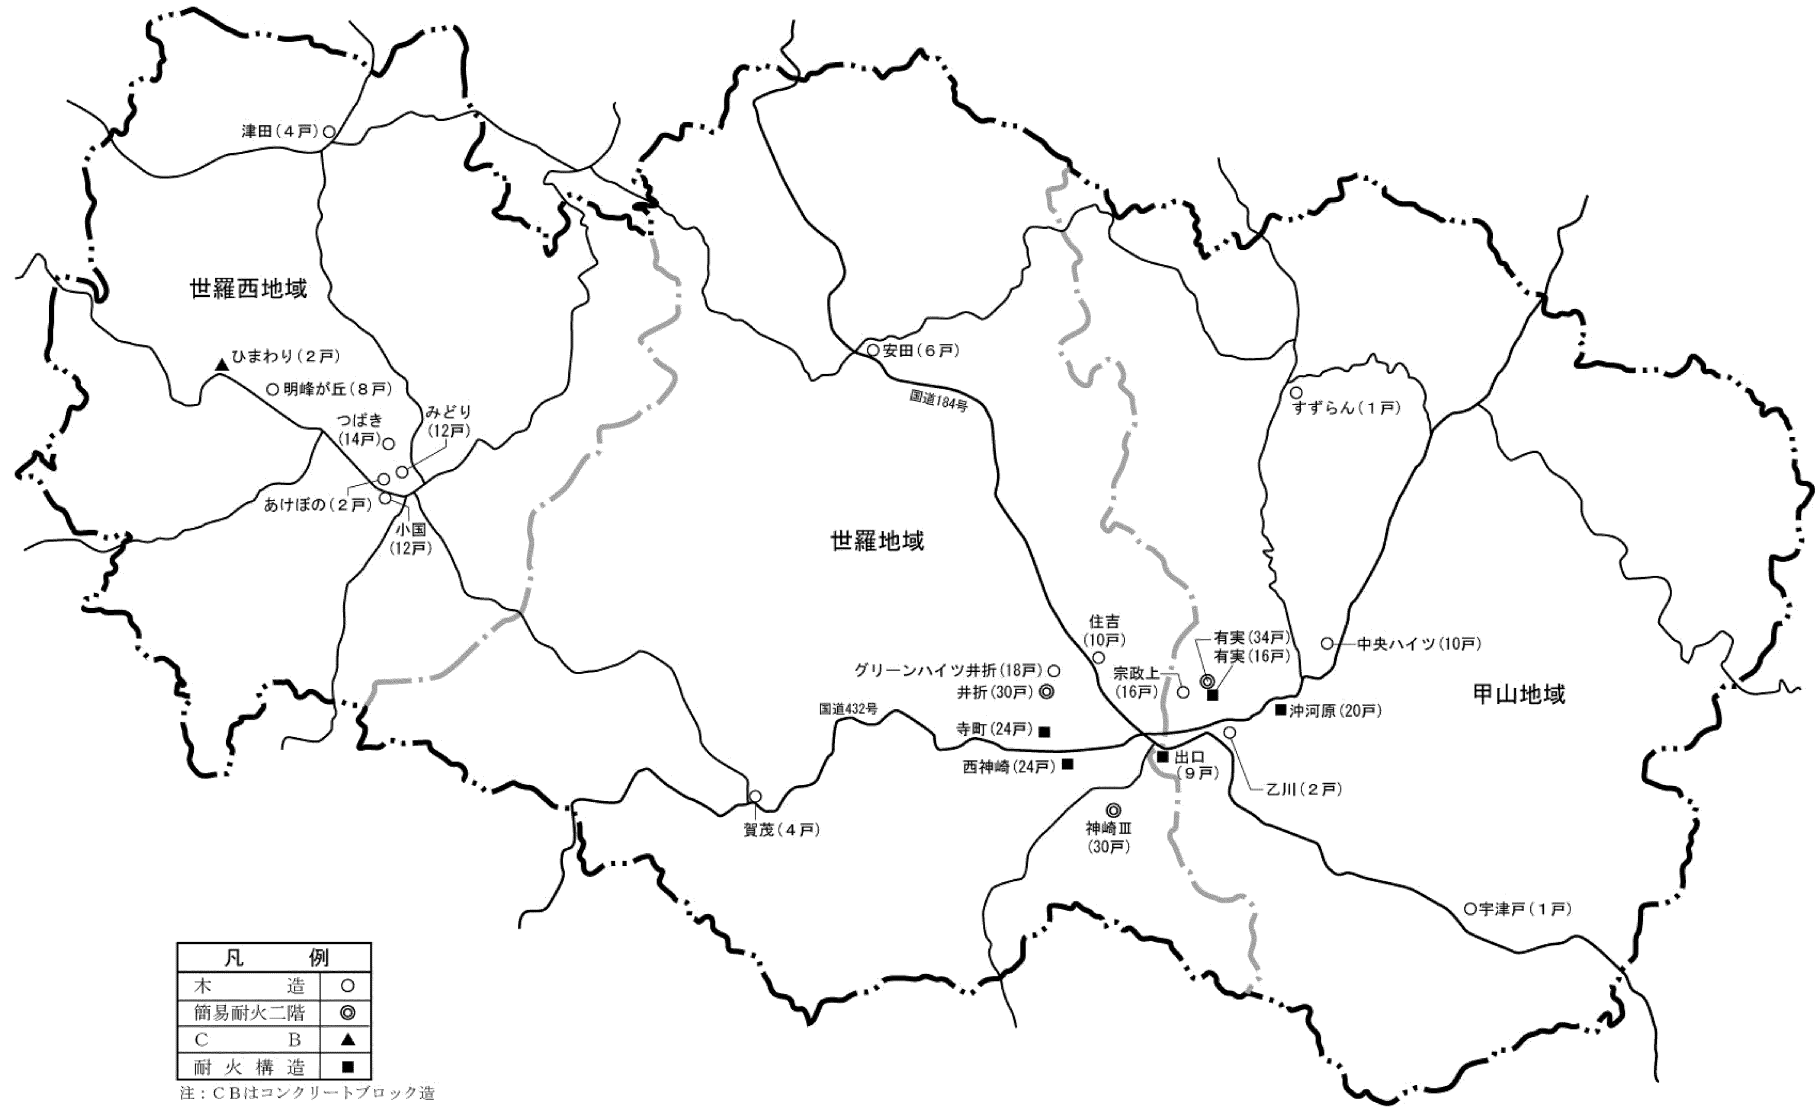 津田(4戸)
世羅西地域
ひまわり(2戸)
明峰が丘(8戸)
つばき
(14戸)
みどり
(12戸)
あけぼの(2戸)
小国
(12戸)
安田(6戸)
国道184号
すずらん(1戸)
世羅地域
住吉
(10戸)
グリーンハイツ井折(18戸)
井折(30戸)
宗政上
(16戸)
有実(34戸)
有実(16戸)
中央ハイツ(10戸)
甲山地域
国道432号
寺町(24戸)
沖河原(20戸)
西神崎(24戸)
出口
(9戸)
乙川(2戸)
賀茂(4戸)
神崎Ⅲ
(30戸)
宇津戸(1戸)
凡例
木造 ○
簡易耐火二階 ◎
CB ▲
耐火構造 ■
注:CBはコンクリートブロック造